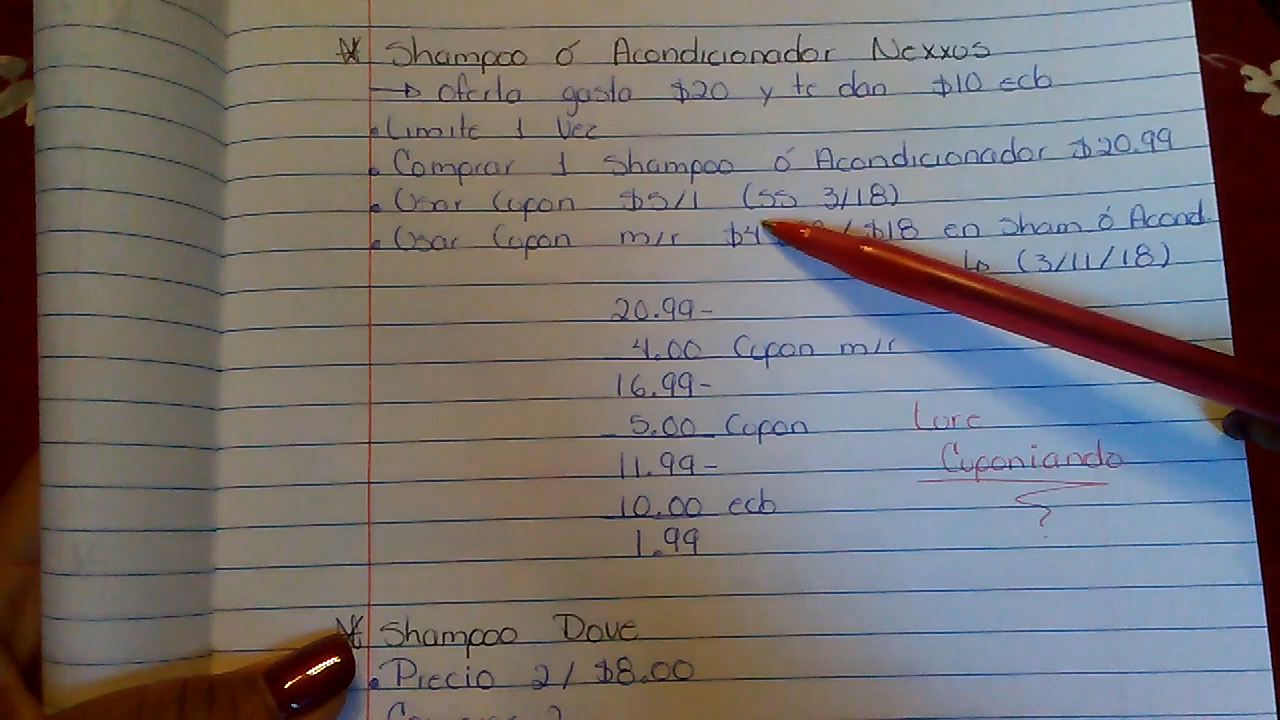 * Shampoo ó Acondicionador Nexxus
→ Oferta gasta $20 y te dan $10 ecb
• Limite 1 Vez
• Comprar 1 Shampoo ó Acondicionador $20.99
• Usar Cupon $5/1 (SS 3/18)
• Usar Cupon m/r $4 / $18 en Sham ó Acond
(3/11/18)
20.99-
4.00 Cupon m/r
16.99-
5.00 Cupon
11.99-
10.00 ecb
1.99
Lore
Cuponiando
* Shampoo Dove
• Precio 2/ $8.00